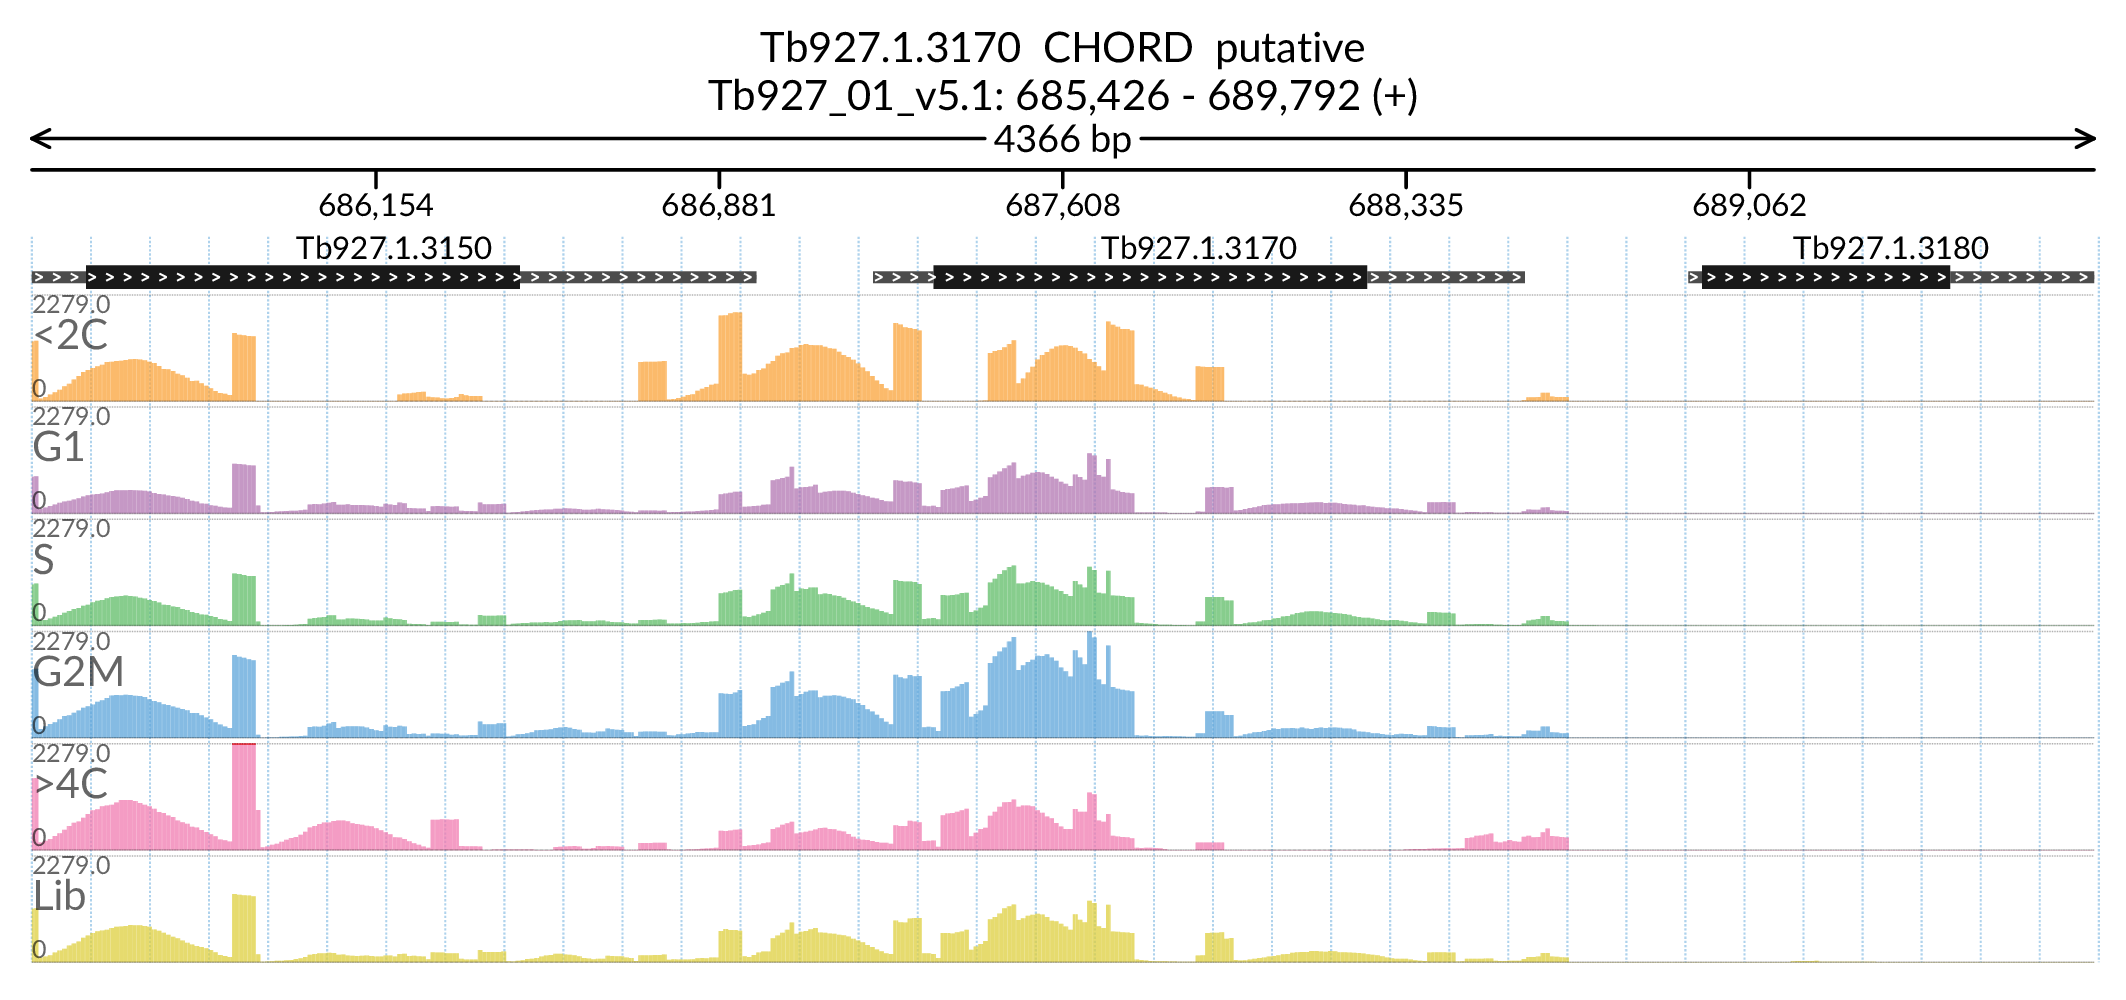 Tb927.1.3170 CHORD putative
Tb927_01_v5.1: 685,426 - 689,792 (+)
4366 bp
686,154 686,881 687,608 688,335 689,062
Tb927.1.3150 Tb927.1.3170 Tb927.1.3180
2279.0
<2C
0
2279.0
G1
0
2279.0
S
0
2279.0
G2M
0
2279.0
>4C
0
2279.0
Lib
0